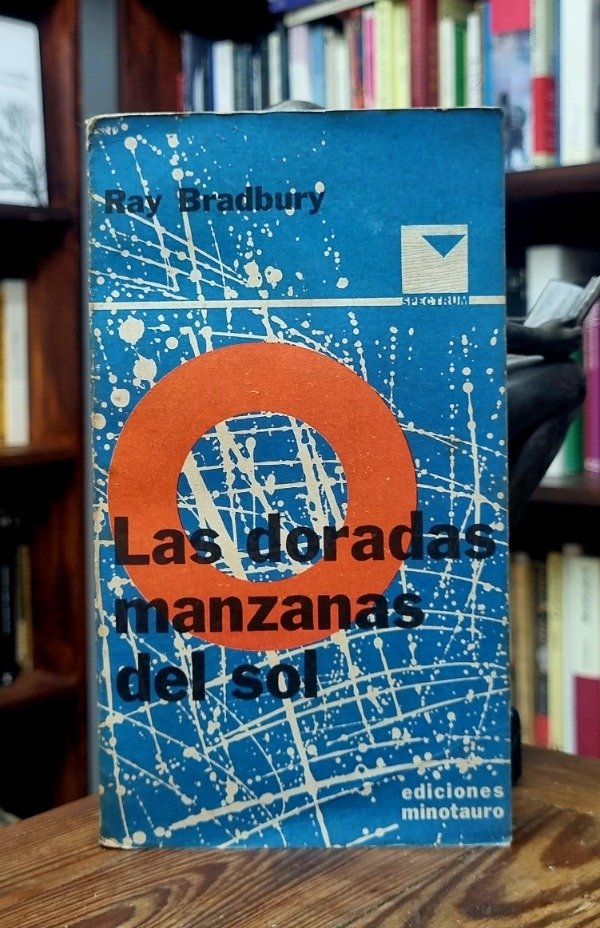 Ray Bradbury
SPECTRUM
Las doradas
manzanas
del sol
ediciones
minotauro